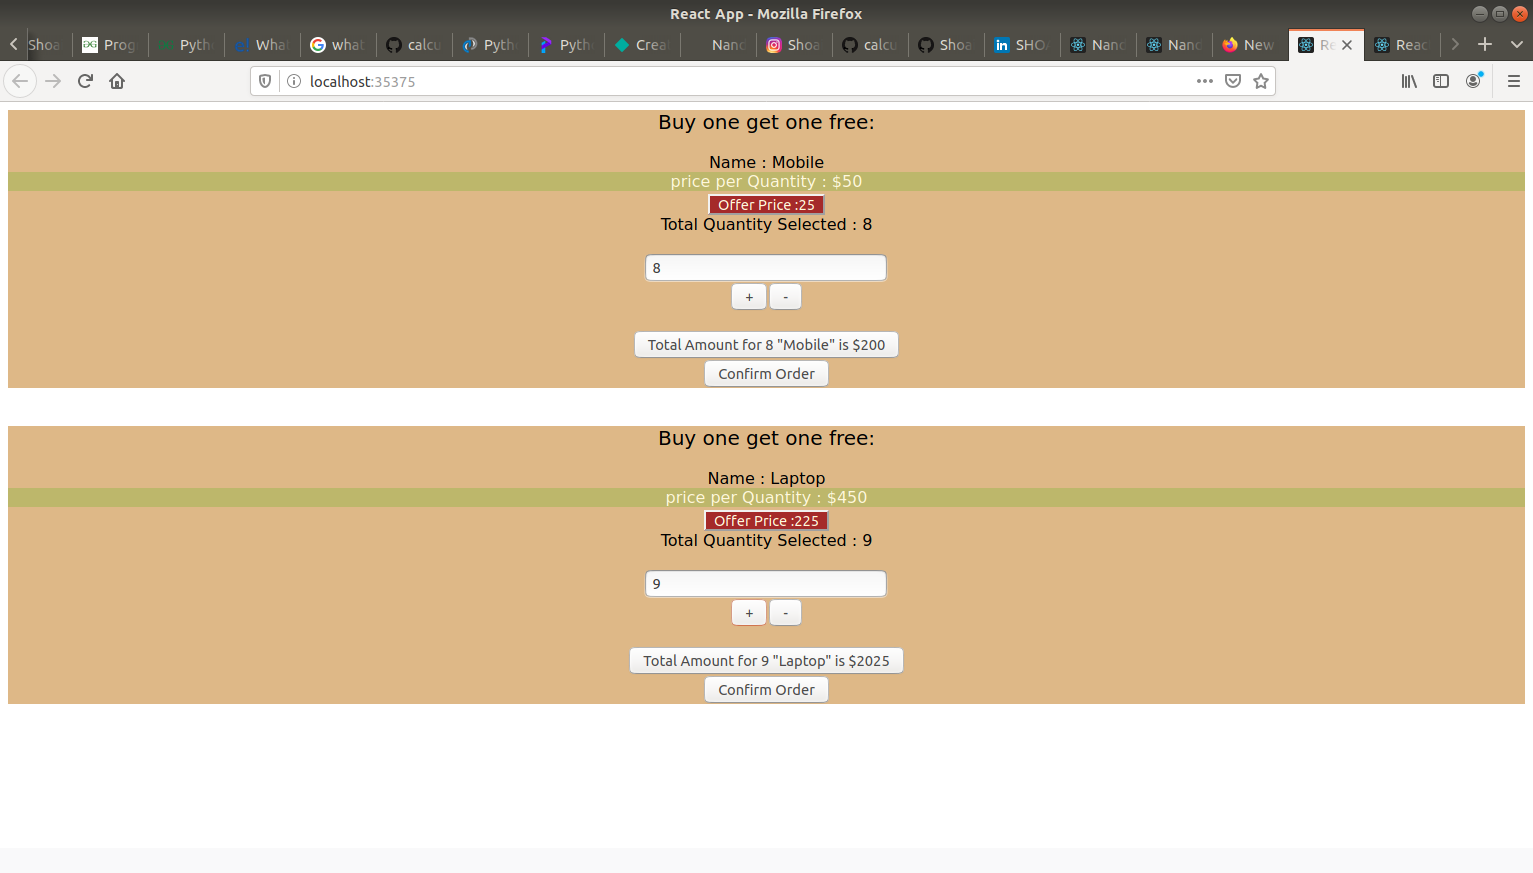 React App - Mozilla Firefox
Shoa Prog Pyth What what calcu Pyth Pyth Crea Nand Shoa calcu Shoa SHO Nand Nand New Re Reac
localhost:35375
Buy one get one free:
Name : Mobile
price per Quantity : $50
Offer Price :25
Total Quantity Selected : 8
8
+ -
Total Amount for 8 "Mobile" is $200
Confirm Order
Buy one get one free:
Name : Laptop
price per Quantity : $450
Offer Price :225
Total Quantity Selected : 9
9
+ -
Total Amount for 9 "Laptop" is $2025
Confirm Order